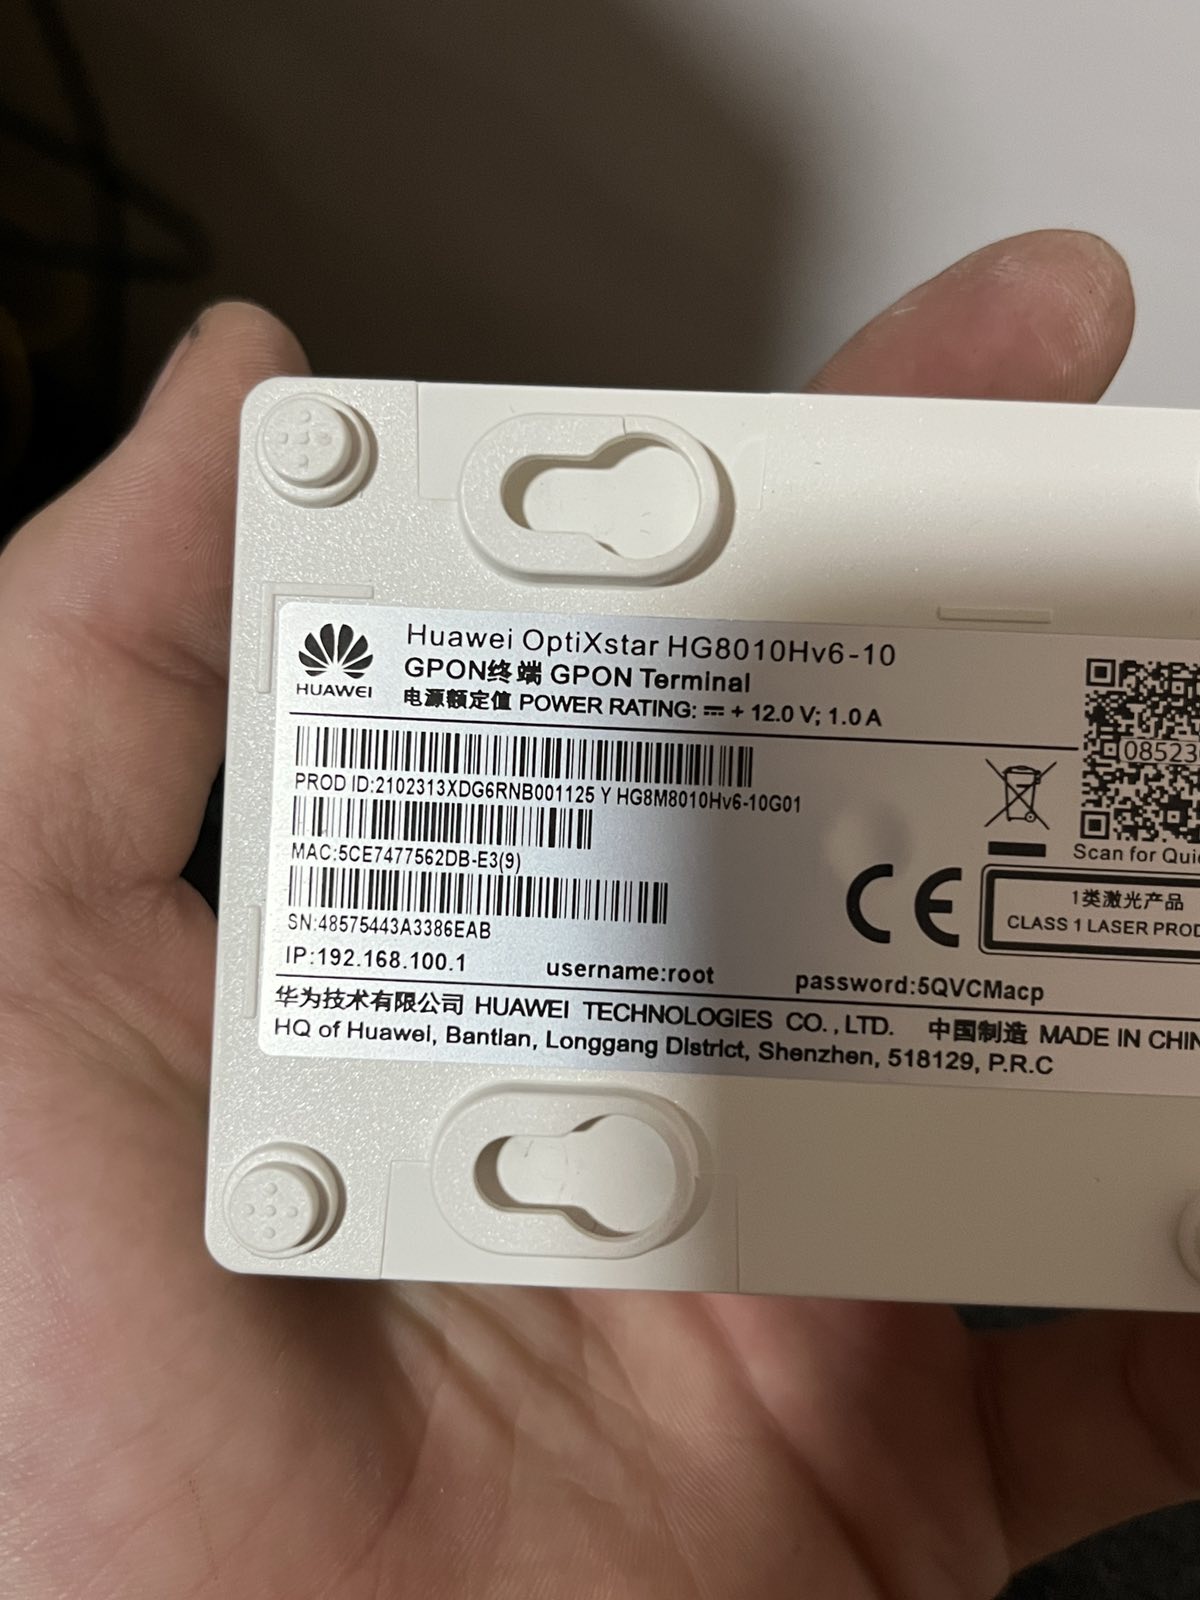 HUAWEI
Huawei OptiXstar HG8010Hv6-10
GPON终端 GPON Terminal
电源额定值 POWER RATING: ⎓ + 12.0 V; 1.0 A
PROD ID:2102313XDG6RNB001125 Y HG8M8010Hv6-10G01
MAC:5CE7477562DB-E3(9)
SN:48575443A3386EAB
IP:192.168.100.1 username:root password:5QVCMacp
华为技术有限公司 HUAWEI TECHNOLOGIES CO.,LTD. 中国制造 MADE IN
HQ of Huawei, Bantian, Longgang District, Shenzhen, 518129, P.R.C
Scan for
CE
1类激光产品
CLASS 1 LASER